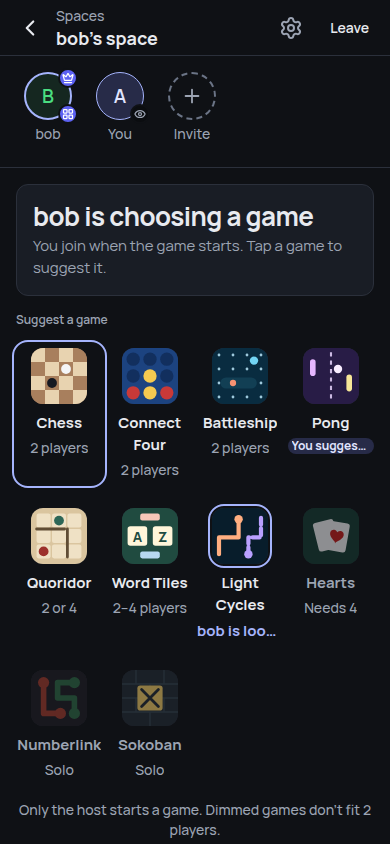 Spaces
bob's space
Leave
B
A
bob
You
Invite
bob is choosing a game
You join when the game starts. Tap a game to
suggest it.
Suggest a game
Chess
2 players
Connect
Four
2 players
Battleship
2 players
Pong
You sugges...
Quoridor
2 or 4
A Z
Word Tiles
2–4 players
Light
Cycles
bob is loo...
Hearts
Needs 4
Numberlink
Solo
Sokoban
Solo
Only the host starts a game. Dimmed games don't fit 2
players.